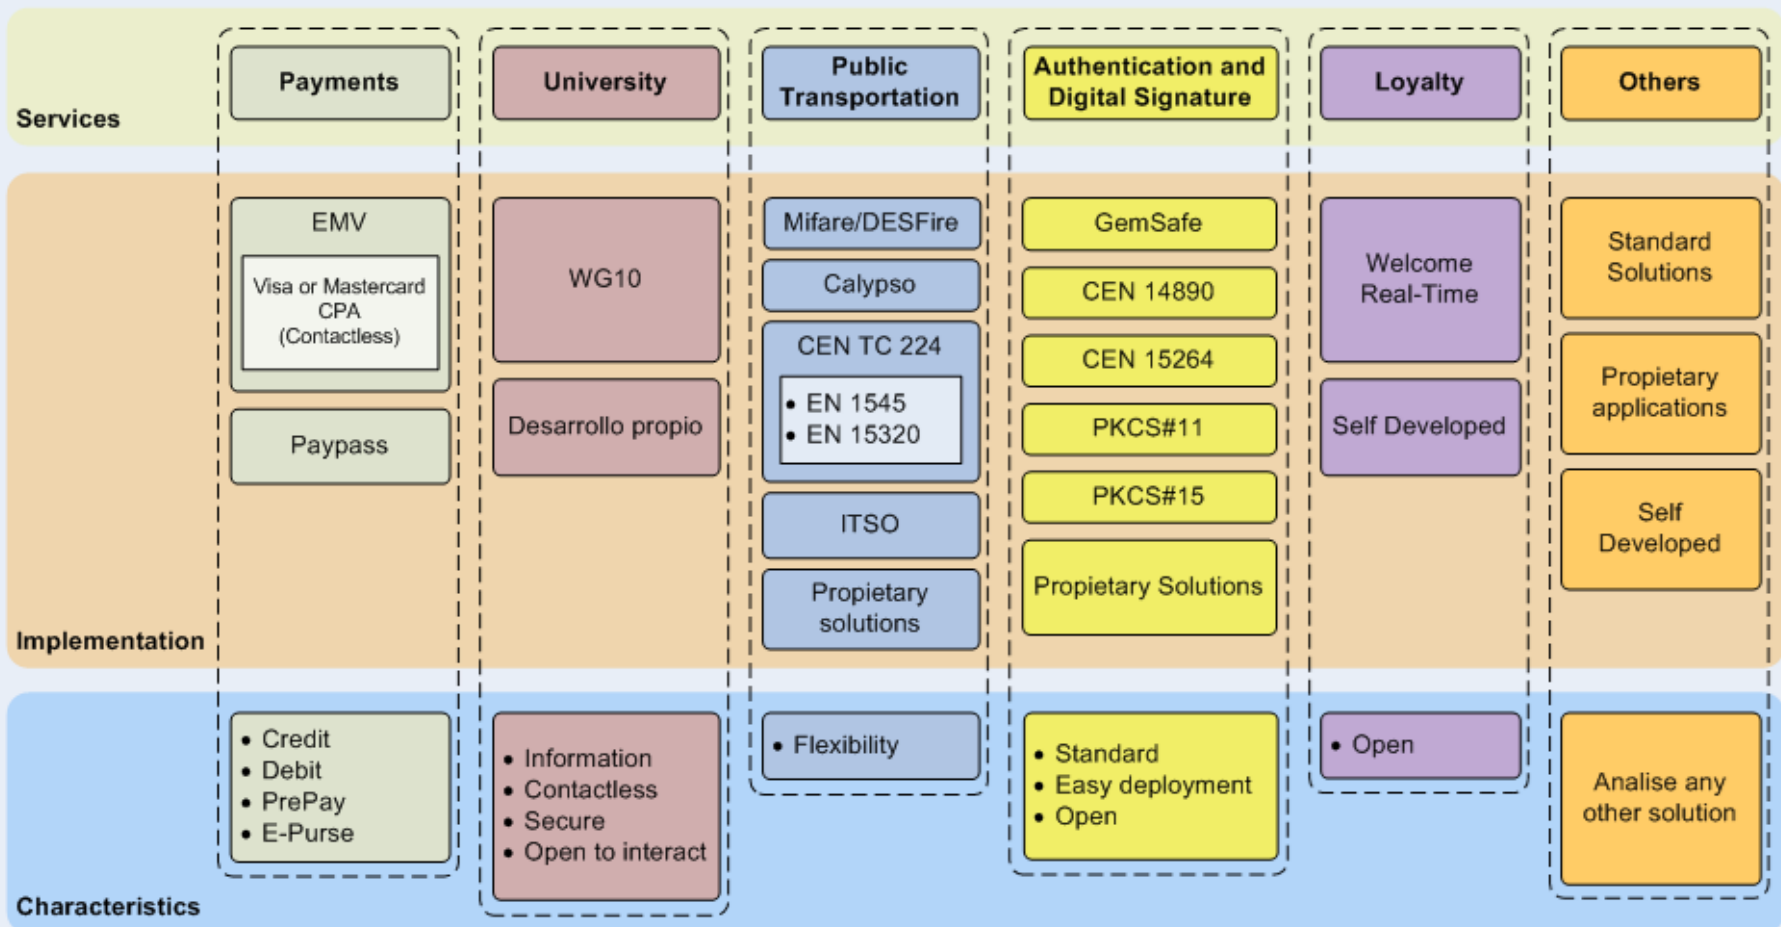 Payments
University
Public
Transportation
Authentication and
Digital Signature
Loyalty
Others
Services
EMV
Visa or Mastercard
CPA
(Contactless)
Paypass
WG10
Desarrollo propio
Mifare/DESFire
Calypso
CEN TC 224
• EN 1545
• EN 15320
ITSO
Propietary
solutions
GemSafe
CEN 14890
CEN 15264
PKCS#11
PKCS#15
Propietary Solutions
Welcome
Real-Time
Self Developed
Standard
Solutions
Propietary
applications
Self
Developed
Implementation
• Credit
• Debit
• PrePay
• E-Purse
• Information
• Contactless
• Secure
• Open to interact
• Flexibility
• Standard
• Easy deployment
• Open
• Open
Analise any
other solution
Characteristics